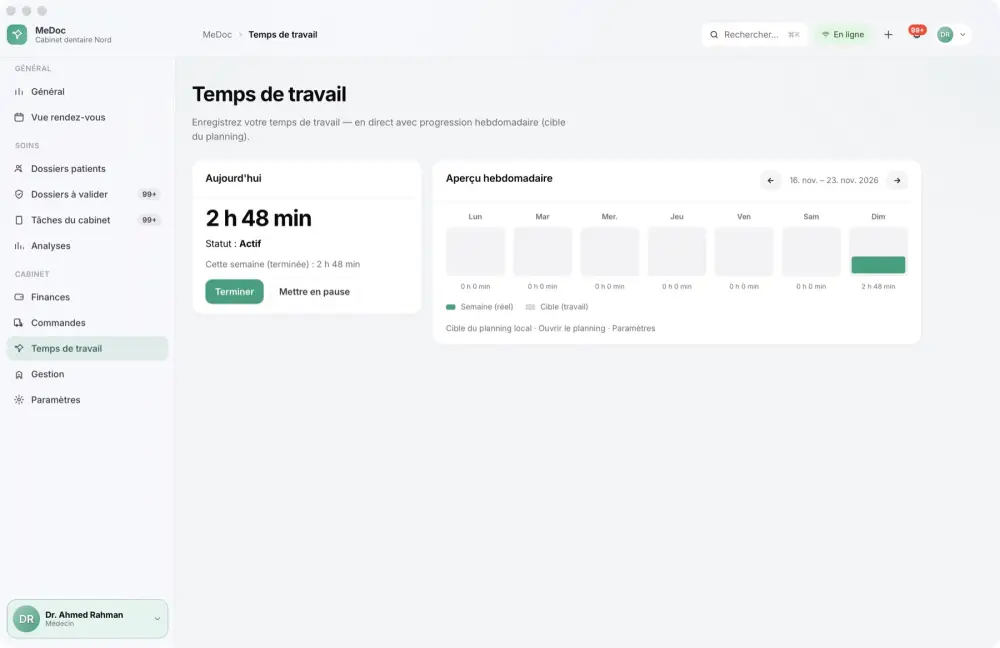 MeDoc
Cabinet dentaire Nord
MeDoc > Temps de travail
Rechercher... ⌘K
En ligne
99+
DR
GÉNÉRAL
Général
Vue rendez-vous
SOINS
Dossiers patients
Dossiers à valider 99+
Tâches du cabinet 99+
Analyses
CABINET
Finances
Commandes
Temps de travail
Gestion
Paramètres
DR
Dr. Ahmed Rahman
Médecin
Temps de travail
Enregistrez votre temps de travail — en direct avec progression hebdomadaire (cible
du planning).
Aujourd'hui
2 h 48 min
Statut : Actif
Cette semaine (terminée) : 2 h 48 min
Terminer Mettre en pause
Aperçu hebdomadaire
← 16. nov. – 23. nov. 2026 →
Lun Mar Mer. Jeu Ven Sam Dim
0 h 0 min 0 h 0 min 0 h 0 min 0 h 0 min 0 h 0 min 0 h 0 min 2 h 48 min
Semaine (réel) Cible (travail)
Cible du planning local · Ouvrir le planning · Paramètres